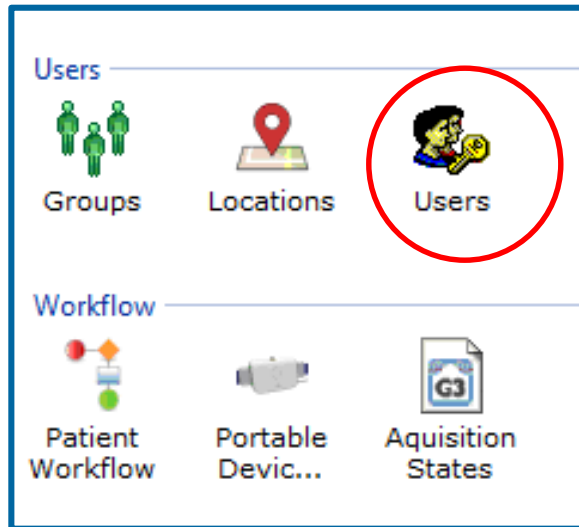 Users
Groups
Locations
Users
Workflow
G3
Patient
Workflow
Portable
Devic...
Aquisition
States